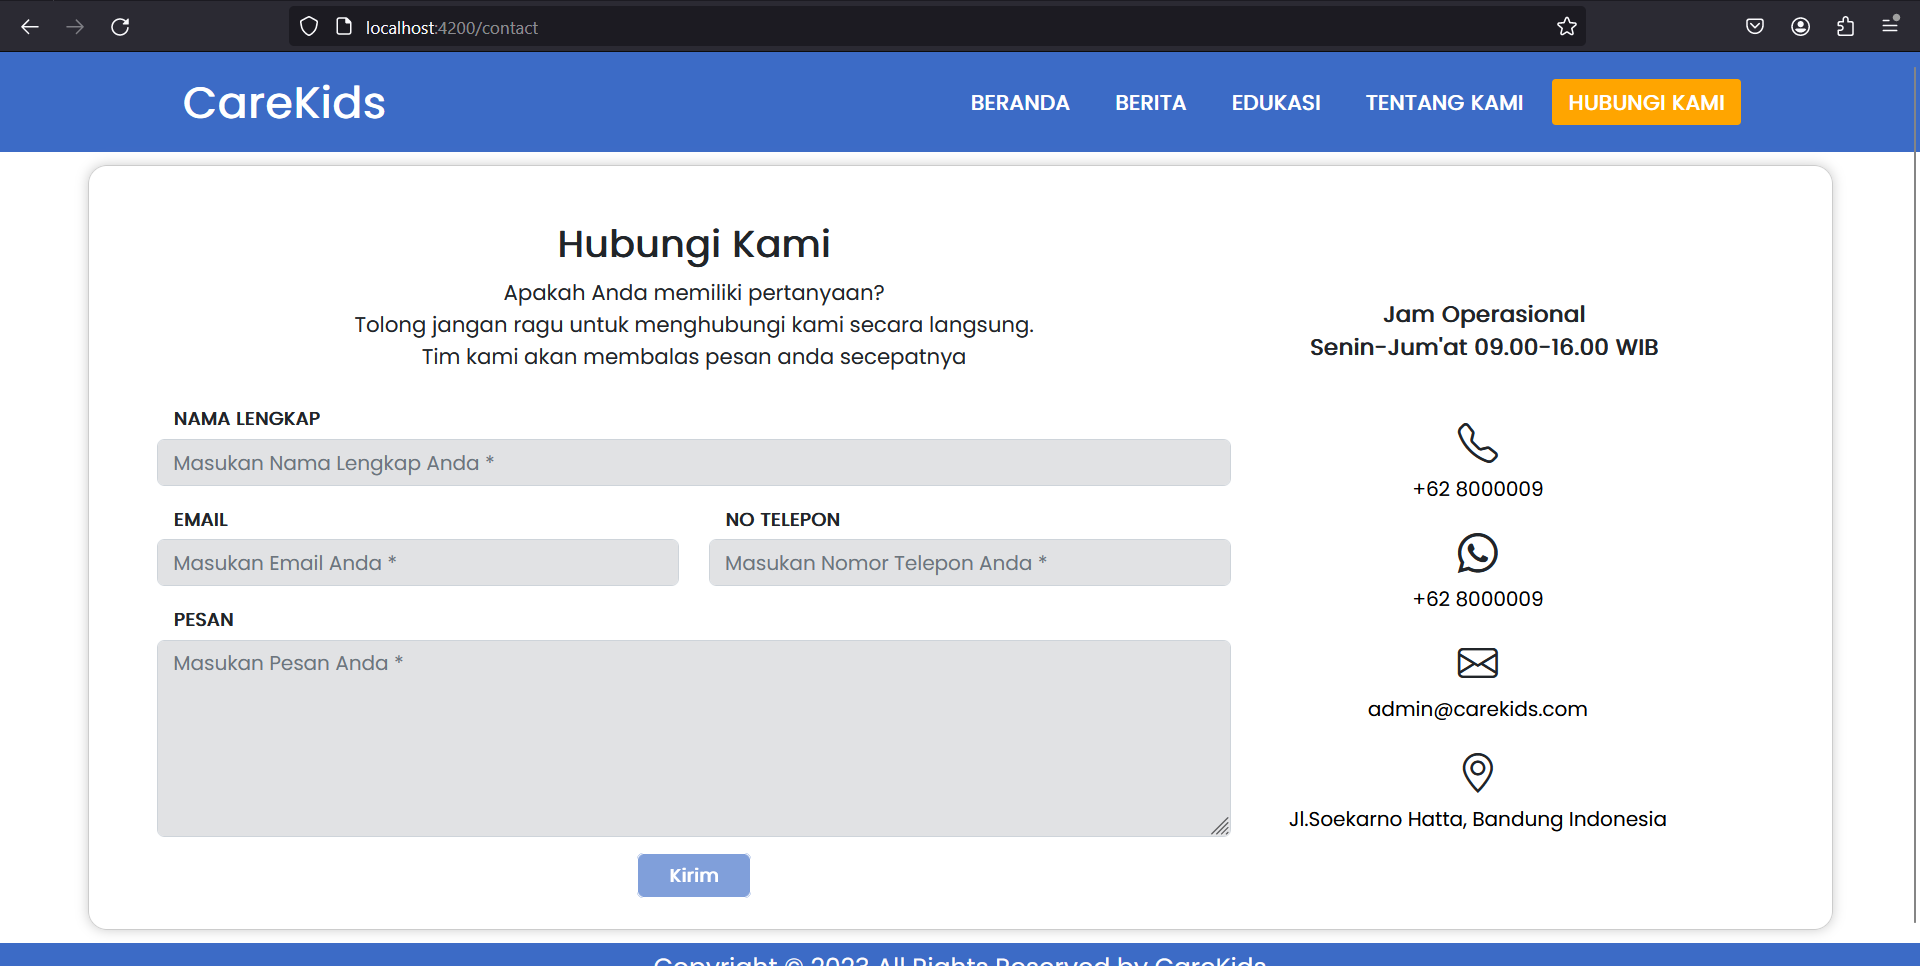 localhost:4200/contact
CareKids
BERANDA BERITA EDUKASI TENTANG KAMI HUBUNGI KAMI
Hubungi Kami
Apakah Anda memiliki pertanyaan?
Tolong jangan ragu untuk menghubungi kami secara langsung.
Tim kami akan membalas pesan anda secepatnya
NAMA LENGKAP
Masukan Nama Lengkap Anda *
EMAIL
Masukan Email Anda *
NO TELEPON
Masukan Nomor Telepon Anda *
PESAN
Masukan Pesan Anda *
Kirim
Jam Operasional
Senin-Jum'at 09.00-16.00 WIB
+62 8000009
+62 8000009
admin@carekids.com
Jl.Soekarno Hatta, Bandung Indonesia
Copyright © 2023 All Rights Reserved by CareKids